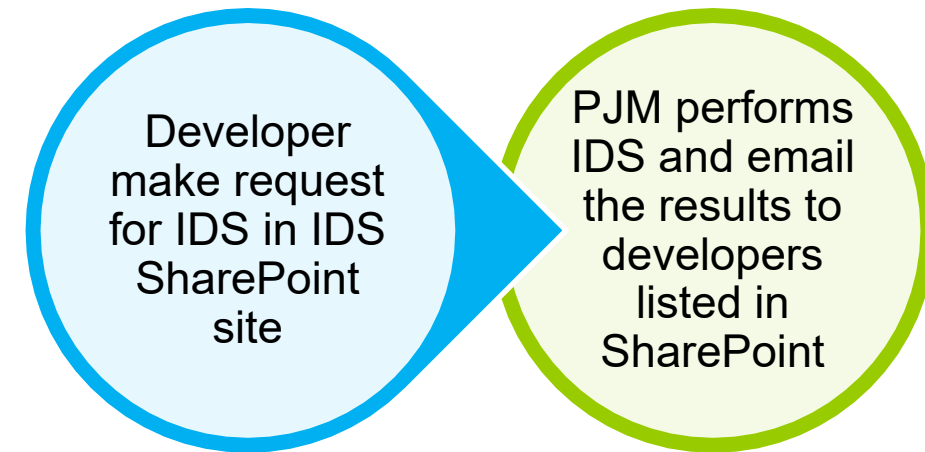 Developer
make request
for IDS in IDS
SharePoint
site
PJM performs
IDS and email
the results to
developers
listed in
SharePoint